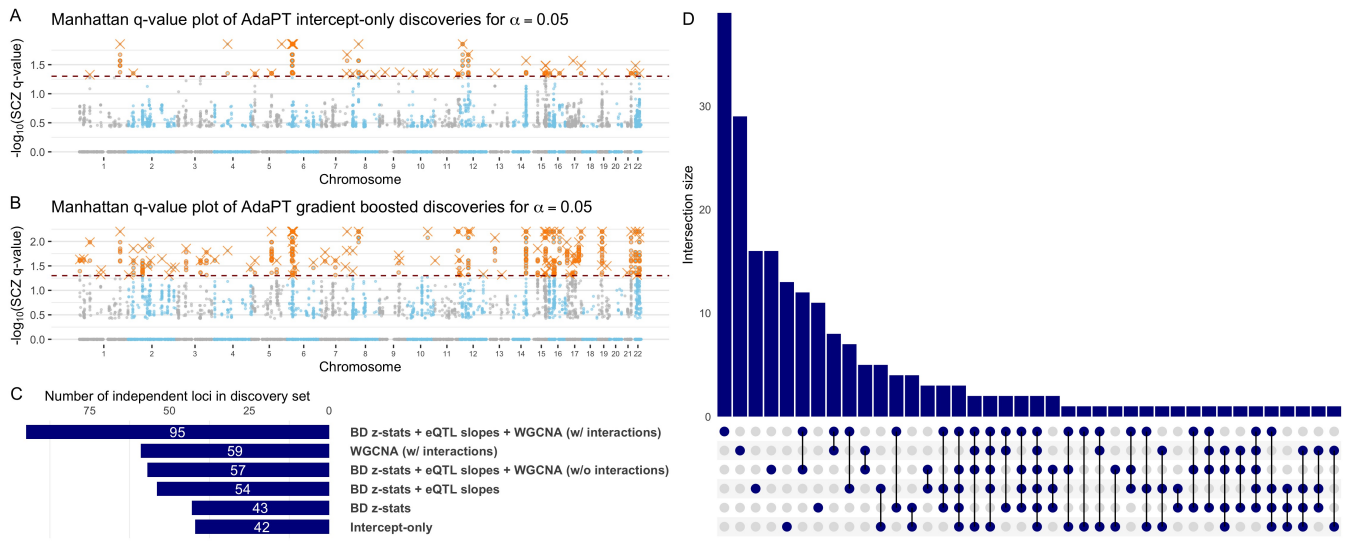 A
Manhattan q-value plot of AdaPT intercept-only discoveries for α = 0.05
-log10(SCZ q-value)
1.5
1.0
0.5
0.0
1 2 3 4 5 6 7 8 9 10 11 12 13 14 15 16 17 18 19 20 21 22
Chromosome
B
Manhattan q-value plot of AdaPT gradient boosted discoveries for α = 0.05
-log10(SCZ q-value)
2.0
1.5
1.0
0.5
0.0
1 2 3 4 5 6 7 8 9 10 11 12 13 14 15 16 17 18 19 20 21 22
Chromosome
C
Number of independent loci in discovery set
75 50 25 0
95 BD z-stats + eQTL slopes + WGCNA (w/ interactions)
59 WGCNA (w/ interactions)
57 BD z-stats + eQTL slopes + WGCNA (w/o interactions)
54 BD z-stats + eQTL slopes
43 BD z-stats
42 Intercept-only
D
Intersection size
30
20
10
0